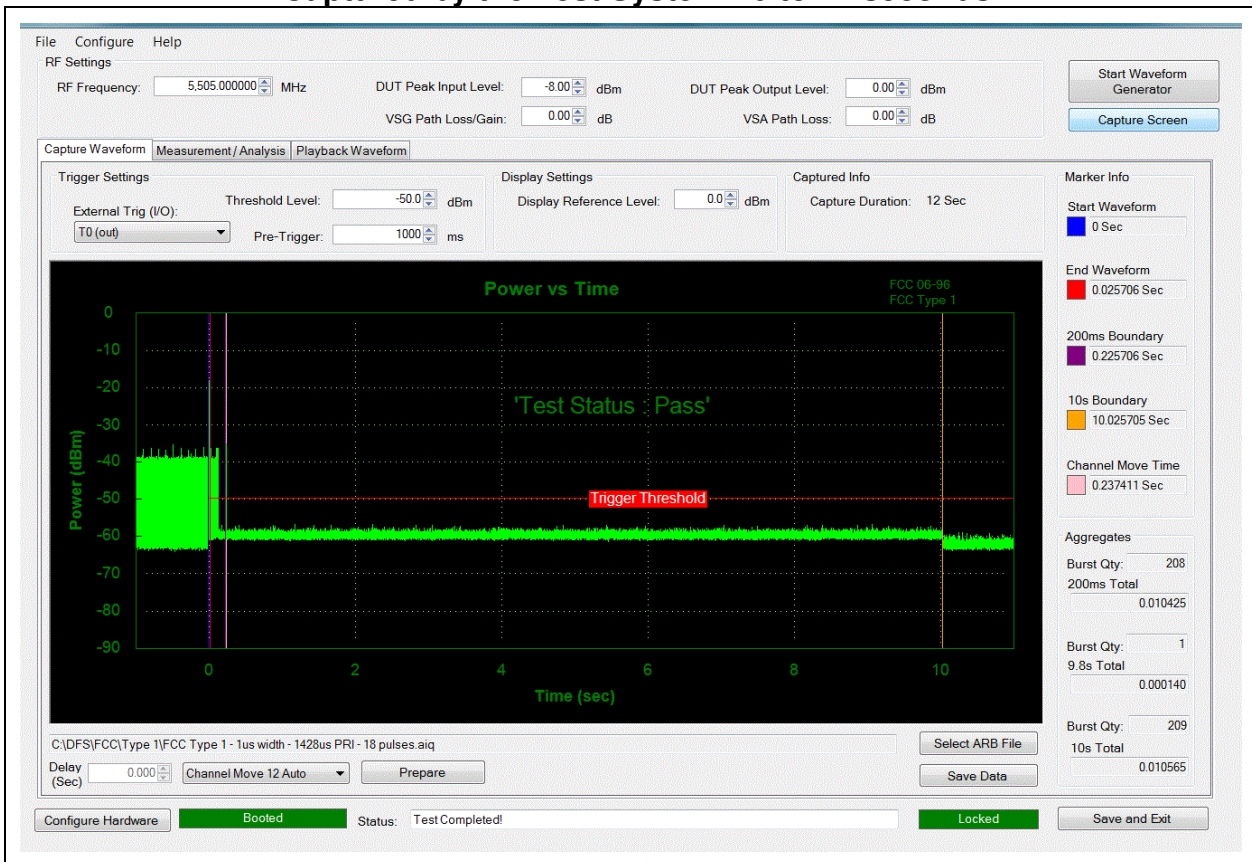 File Configure Help
RF Settings
RF Frequency: 5,505.000000 MHz DUT Peak Input Level: -8.00 dBm DUT Peak Output Level: 0.00 dBm
VSG Path Loss/Gain: 0.00 dB VSA Path Loss: 0.00 dB
Start Waveform
Generator
Capture Screen
Capture Waveform Measurement / Analysis Playback Waveform
Trigger Settings
Threshold Level: -50.0 dBm
External Trig (I/O):
T0 (out)
Pre-Trigger: 1000 ms
Display Settings
Display Reference Level: 0.0 dBm
Captured Info
Capture Duration: 12 Sec
Marker Info
Start Waveform
0 Sec
End Waveform
0.025706 Sec
200ms Boundary
0.225706 Sec
10s Boundary
10.025705 Sec
Channel Move Time
0.237411 Sec
Power vs Time
FCC 06-96
FCC Type 1
'Test Status : Pass'
Trigger Threshold
Power (dBm)
0
-10
-20
-30
-40
-50
-60
-70
-80
-90
0 2 4 6 8 10
Time (sec)
Aggregates
Burst Qty: 208
200ms Total
0.010425
Burst Qty: 1
9.8s Total
0.000140
Burst Qty: 209
10s Total
0.010565
C:\DFS\FCC\Type 1\FCC Type 1 - 1us width - 1428us PRI - 18 pulses.aiq
Select ARB File
Delay
(Sec)
0.000 Channel Move 12 Auto Prepare
Save Data
Configure Hardware Booted Status: Test Completed! Locked Save and Exit